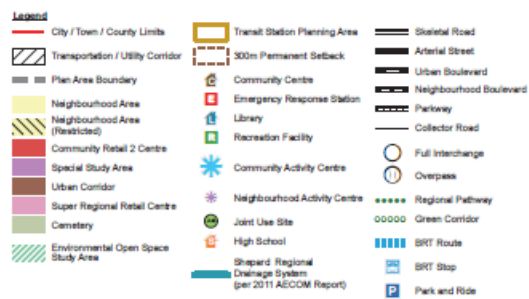 Legend
City / Town / County Limits
Transportation / Utility Corridor
Plan Area Boundary
Neighbourhood Area
Neighbourhood Area
(Restricted)
Community Retail 2 Centre
Special Study Area
Urban Corridor
Super Regional Retail Centre
Cemetery
Environmental Open Space
Study Area
Transit Station Planning Area
300m Permanent Setback
Community Centre
E Emergency Response Station
Library
R Recreation Facility
Community Activity Centre
Neighbourhood Activity Centre
Joint Use Site
High School
Shepard Regional
Drainage System
(per 2011 AECOM Report)
Skeletal Road
Arterial Street
Urban Boulevard
Neighbourhood Boulevard
Parkway
Collector Road
Full Interchange
Overpass
Regional Pathway
Green Corridor
BRT Route
BRT Stop
P Park and Ride